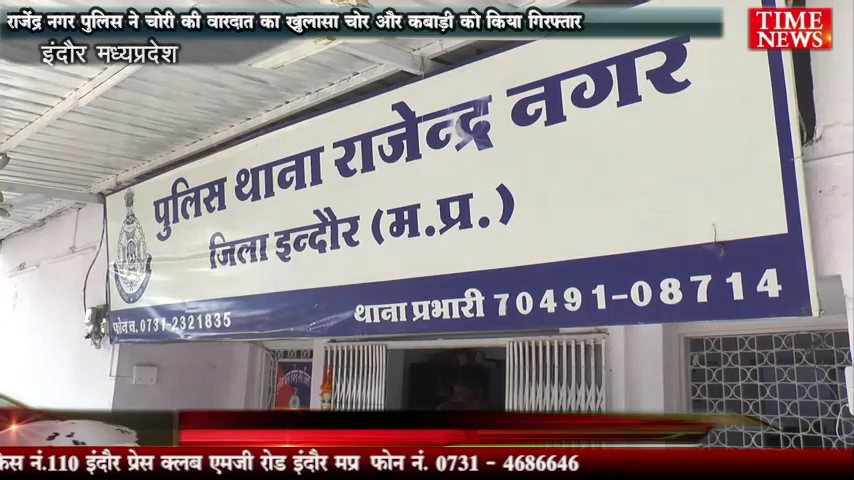 राजेंद्र नगर पुलिस ने चोरी की वारदात का खुलासा चोर और कबाड़ी को किया गिरफ्तार
इंदौर मध्यप्रदेश
TIME
NEWS
पुलिस थाना राजेन्द्र नगर
जिला इन्दौर (म.प्र.)
थाना प्रभारी 70491-08714
फोन न. 0731-2321835
नं.110 इंदौर प्रेस क्लब एमजी रोड इंदौर मप्र फोन नं. 0731 - 4686646